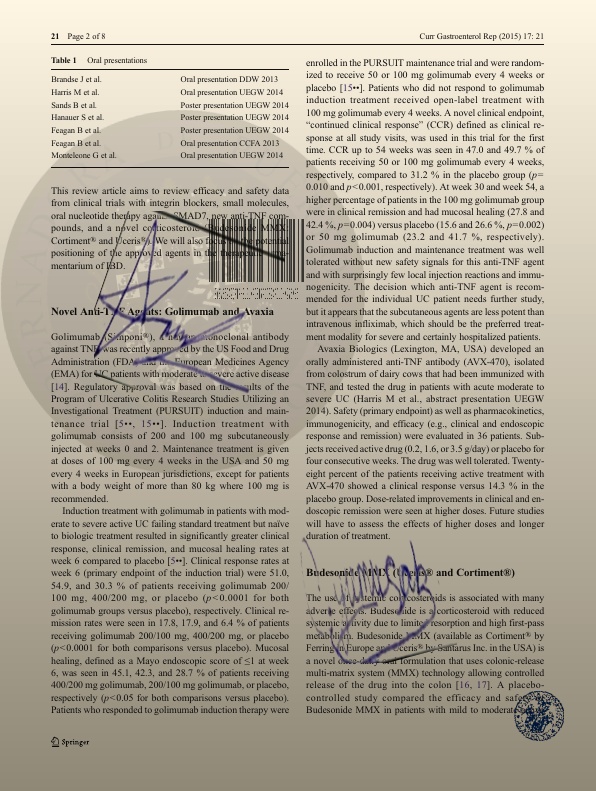 21 Page 2 of 8
Curr Gastroenterol Rep (2015) 17: 21
Table 1 Oral presentations
Brandse J et al. Oral presentation DDW 2013
Harris M et al. Oral presentation UEGW 2014
Sands B et al. Poster presentation UEGW 2014
Hanauer S et al. Poster presentation UEGW 2014
Feagan B et al. Poster presentation UEGW 2014
Feagan B et al. Oral presentation CCFA 2013
Monteleone G et al. Oral presentation UEGW 2014
This review article aims to review efficacy and safety data
from clinical trials with integrin blockers, small molecules,
oral nucleotide therapy SMAD7, new anti-TNF com-
pounds, and a novel corticosteroid Budesonide MMX,
Cortiment® and Uceris®). We will also focus the potential
positioning of the approved agents in the
mentarium of IBD.
Novel Anti-TNF Agents: Golimumab and Avaxia
Golimumab (Simponi®), a monoclonal antibody
against TNF was recently approved by the US Food and Drug
Administration (FDA) and European Medicines Agency
(EMA) for UC patients with moderate severe active disease
[14]. Regulatory approval was based on the results of the
Program of Ulcerative Colitis Research Studies Utilizing an
Investigational Treatment (PURSUIT) induction and main-
tenance trial [5••, 15••]. Induction treatment with
golimumab consists of 200 and 100 mg subcutaneously
injected at weeks 0 and 2. Maintenance treatment is given
at doses of 100 mg every 4 weeks in the USA and 50 mg
every 4 weeks in European jurisdictions, except for patients
with a body weight of more than 80 kg where 100 mg is
recommended.
Induction treatment with golimumab in patients with mod-
erate to severe active UC failing standard treatment but naïve
to biologic treatment resulted in significantly greater clinical
response, clinical remission, and mucosal healing rates at
week 6 compared to placebo [5••]. Clinical response rates at
week 6 (primary endpoint of the induction trial) were 51.0,
54.9, and 30.3 % of patients receiving golimumab 200/
100 mg, 400/200 mg, or placebo (p<0.0001 for both
golimumab groups versus placebo), respectively. Clinical re-
mission rates were seen in 17.8, 17.9, and 6.4 % of patients
receiving golimumab 200/100 mg, 400/200 mg, or placebo
(p<0.0001 for both comparisons versus placebo). Mucosal
healing, defined as a Mayo endoscopic score of ≤1 at week
6, was seen in 45.1, 42.3, and 28.7 % of patients receiving
400/200 mg golimumab, 200/100 mg golimumab, or placebo,
respectively (p<0.05 for both comparisons versus placebo).
Patients who responded to golimumab induction therapy were
enrolled in the PURSUIT maintenance trial and were random-
ized to receive 50 or 100 mg golimumab every 4 weeks or
placebo [15••]. Patients who did not respond to golimumab
induction treatment received open-label treatment with
100 mg golimumab every 4 weeks. A novel clinical endpoint,
“continued clinical response” (CCR) defined as clinical re-
sponse at all study visits, was used in this trial for the first
time. CCR up to 54 weeks was seen in 47.0 and 49.7 % of
patients receiving 50 or 100 mg golimumab every 4 weeks,
respectively, compared to 31.2 % in the placebo group (p=
0.010 and p<0.001, respectively). At week 30 and week 54, a
higher percentage of patients in the 100 mg golimumab group
were in clinical remission and had mucosal healing (27.8 and
42.4 %, p=0.004) versus placebo (15.6 and 26.6 %, p=0.002)
or 50 mg golimumab (23.2 and 41.7 %, respectively).
Golimumab induction and maintenance treatment was well
tolerated without new safety signals for this anti-TNF agent
and with surprisingly few local injection reactions and immu-
nogenicity. The decision which anti-TNF agent is recom-
mended for the individual UC patient needs further study,
but it appears that the subcutaneous agents are less potent than
intravenous infliximab, which should be the preferred treat-
ment modality for severe and certainly hospitalized patients.
Avaxia Biologics (Lexington, MA, USA) developed an
orally administered anti-TNF antibody (AVX-470), isolated
from colostrum of dairy cows that had been immunized with
TNF, and tested the drug in patients with acute moderate to
severe UC (Harris M et al., abstract presentation UEGW
2014). Safety (primary endpoint) as well as pharmacokinetics,
immunogenicity, and efficacy (e.g., clinical and endoscopic
response and remission) were evaluated in 36 patients. Sub-
jects received active drug (0.2, 1.6, or 3.5 g/day) or placebo for
four consecutive weeks. The drug was well tolerated. Twenty-
eight percent of the patients receiving active treatment with
AVX-470 showed a clinical response versus 14.3 % in the
placebo group. Dose-related improvements in clinical and en-
doscopic remission were seen at higher doses. Future studies
will have to assess the effects of higher doses and longer
duration of treatment.
Budesonide MMX (Uceris® and Cortiment®)
The use of systemic corticosteroids is associated with many
adverse effects. Budesonide is a corticosteroid with reduced
systemic activity due to limited resorption and high first-pass
metabolism. Budesonide MMX (available as Cortiment® by
Ferring in Europe and Uceris® by Santarus Inc. in the USA) is
a novel once-daily oral formulation that uses colonic-release
multi-matrix system (MMX) technology allowing controlled
release of the drug into the colon [16, 17]. A placebo-
controlled study compared the efficacy and safety
Budesonide MMX in patients with mild to moderate
Springer